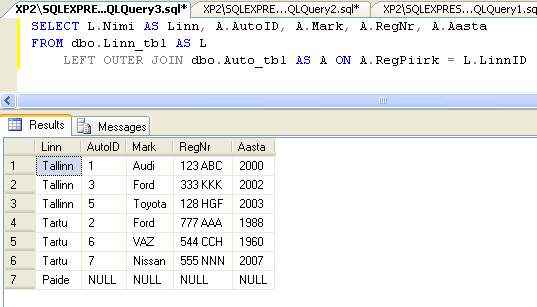 XP2\SQLEXPRE...QLQuery3.sql* XP2\SQLEXPRE...QLQuery2.sql* XP2\SQLEXPRES...QLQuery1.sq
SELECT L.Nimi AS Linn, A.AutoID, A.Mark, A.RegNr, A.Aasta
FROM dbo.Linn_tbl AS L
LEFT OUTER JOIN dbo.Auto_tbl AS A ON A.RegPiirk = L.LinnID
Results Messages
Linn AutoID Mark RegNr Aasta
1 Tallinn 1 Audi 123 ABC 2000
2 Tallinn 3 Ford 333 KKK 2002
3 Tallinn 5 Toyota 128 HGF 2003
4 Tartu 2 Ford 777 AAA 1988
5 Tartu 6 VAZ 544 CCH 1960
6 Tartu 7 Nissan 555 NNN 2007
7 Paide NULL NULL NULL NULL